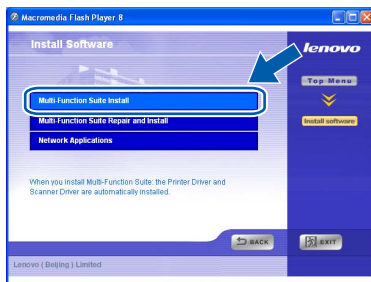 Macromedia Flash Player 8
Install Software
lenovo
Top Menu
Install software
Multi-Function Suite Install
Multi-Function Suite Repair and Install
Network Applications
When you install Multi-Function Suite: the Printer Driver and
Scanner Driver are automatically installed.
BACK
EXIT
Lenovo ( Beijing ) Limited